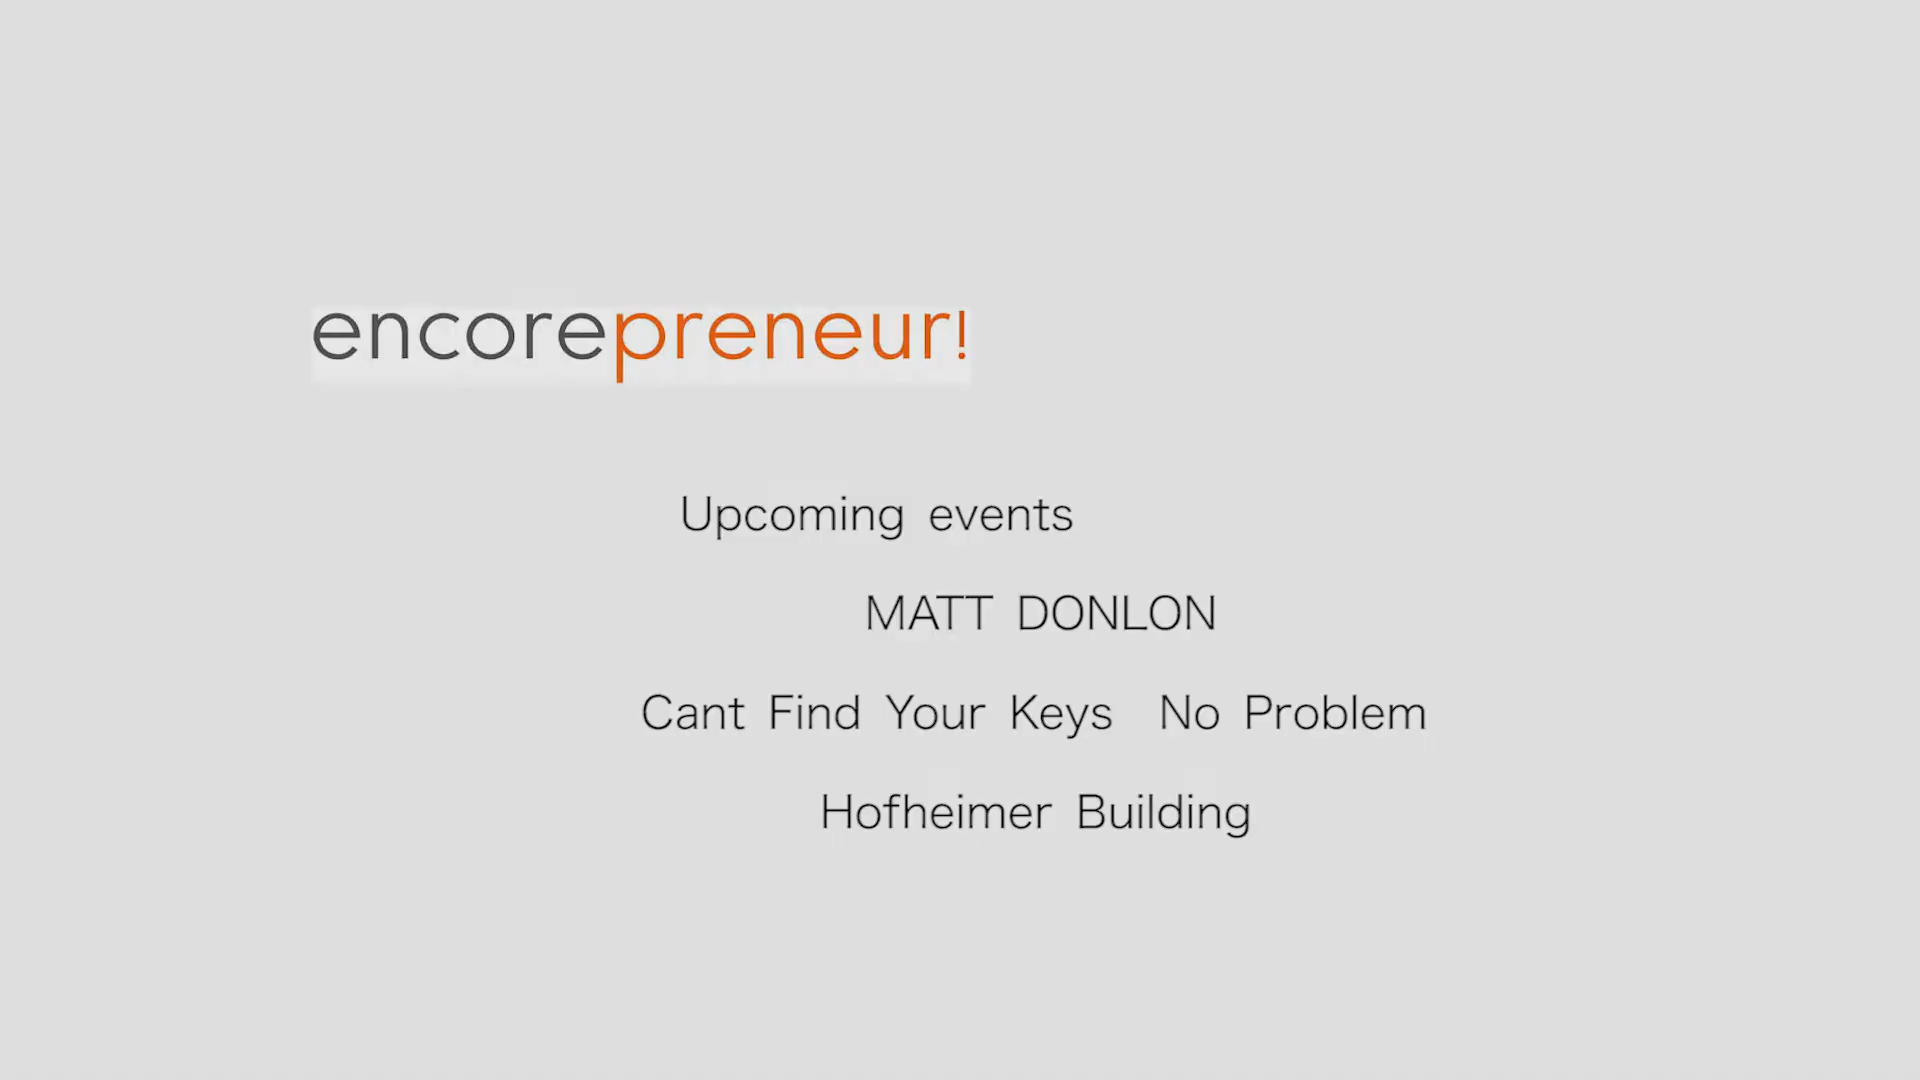 encorepreneur!
Upcoming events
MATT DONLON
Cant Find Your Keys No Problem
Hofheimer Building